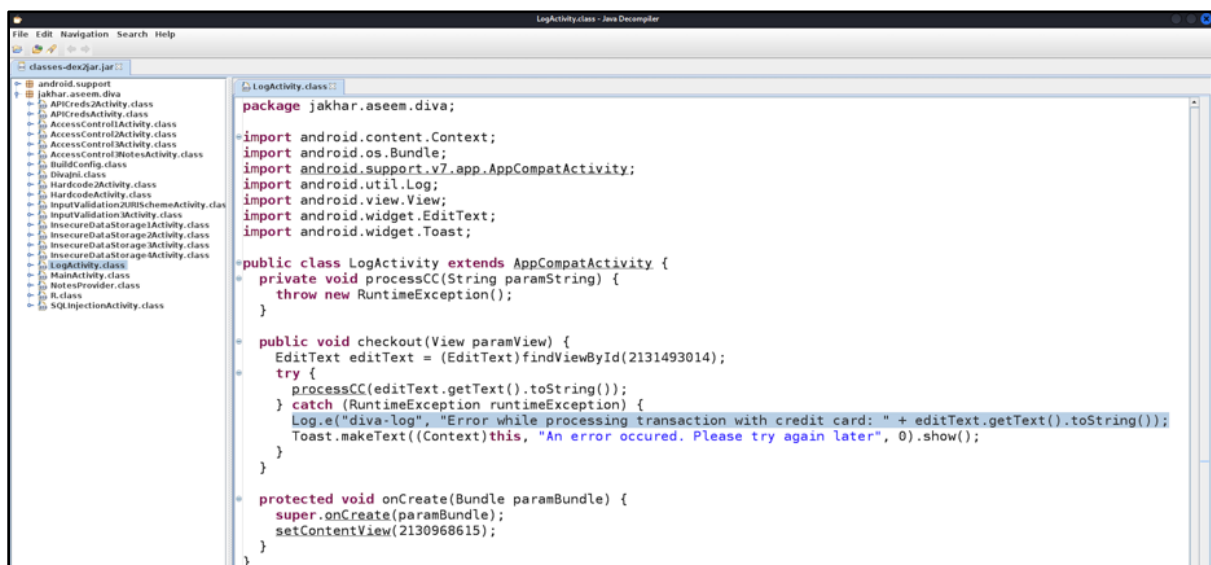 LogActivity.class - Java Decompiler
File Edit Navigation Search Help
classes-dex2jar.jar
android.support
jakhar.aseem.diva
APICreds2Activity.class
APICredsActivity.class
AccessControl1Activity.class
AccessControl2Activity.class
AccessControl3Activity.class
AccessControl3NotesActivity.class
BuildConfig.class
DivaJni.class
Hardcode2Activity.class
HardcodeActivity.class
InputValidation2URISchemeActivity.clas
InputValidation3Activity.class
InsecureDataStorage1Activity.class
InsecureDataStorage2Activity.class
InsecureDataStorage3Activity.class
InsecureDataStorage4Activity.class
LogActivity.class
MainActivity.class
NotesProvider.class
R.class
SQLInjectionActivity.class
LogActivity.class
package jakhar.aseem.diva;
import android.content.Context;
import android.os.Bundle;
import android.support.v7.app.AppCompatActivity;
import android.util.Log;
import android.view.View;
import android.widget.EditText;
import android.widget.Toast;
public class LogActivity extends AppCompatActivity {
private void processCC(String paramString) {
throw new RuntimeException();
}
public void checkout(View paramView) {
EditText editText = (EditText)findViewById(2131493014);
try {
processCC(editText.getText().toString());
} catch (RuntimeException runtimeException) {
Log.e("diva-log", "Error while processing transaction with credit card: " + editText.getText().toString());
Toast.makeText((Context)this, "An error occured. Please try again later", 0).show();
}
}
protected void onCreate(Bundle paramBundle) {
super.onCreate(paramBundle);
setContentView(2130968615);
}
}